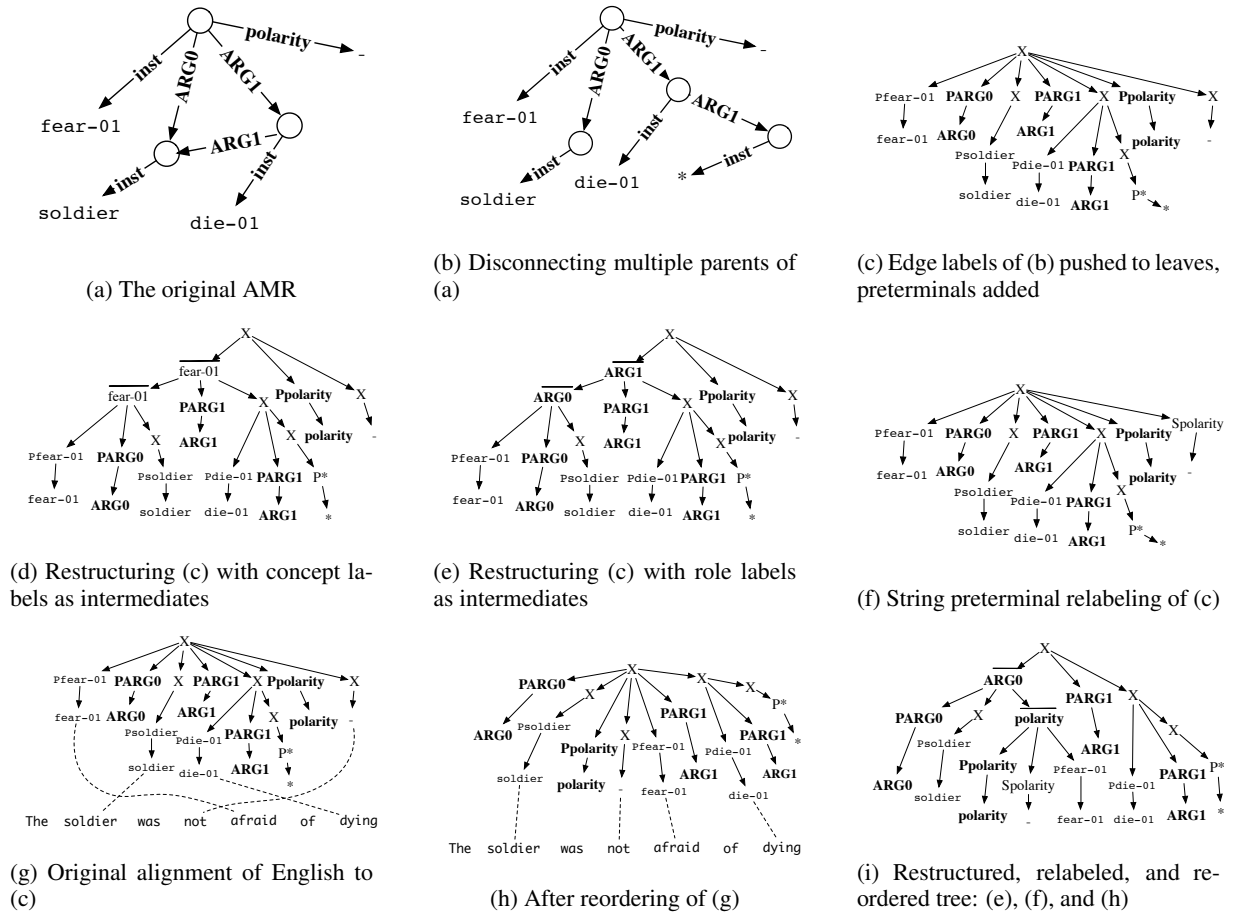 polarity -
inst ARG0 ARG1
fear-01
ARG1
inst inst
soldier
die-01
(a) The original AMR
polarity -
inst ARG0 ARG1
ARG1
fear-01
inst inst
inst
die-01 *
soldier
(b) Disconnecting multiple parents of
(a)
X
Pfear-01 PARG0 X PARG1 X Ppolarity X
fear-01 ARG0 ARG1 polarity -
Psoldier Pdie-01 PARG1 X
soldier die-01 ARG1 P* *
(c) Edge labels of (b) pushed to leaves,
preterminals added
X
fear-01
fear-01 PARG1 X Ppolarity X
Pfear-01 PARG0 X ARG1 X polarity -
Psoldier Pdie-01 PARG1 P*
fear-01 ARG0 soldier die-01 ARG1 *
(d) Restructuring (c) with concept la-
bels as intermediates
X
ARG1
ARG0 PARG1 X Ppolarity X
Pfear-01 PARG0 X ARG1 X polarity -
Psoldier Pdie-01 PARG1 P*
fear-01 ARG0 soldier die-01 ARG1 *
(e) Restructuring (c) with role labels
as intermediates
X
Pfear-01 PARG0 X PARG1 X Ppolarity Spolarity
fear-01 ARG0 ARG1 polarity -
Psoldier Pdie-01 PARG1 X
soldier die-01 ARG1 P* *
(f) String preterminal relabeling of (c)
X
Pfear-01 PARG0 X PARG1 X Ppolarity X
fear-01 ARG0 ARG1 X polarity -
Psoldier Pdie-01 PARG1 P*
soldier die-01 ARG1 *
The soldier was not afraid of dying
(g) Original alignment of English to
(c)
X
PARG0 X PARG1 X X P*
ARG0 Psoldier Ppolarity X Pfear-01 Pdie-01 PARG1 *
soldier polarity - fear-01 ARG1 die-01 ARG1
The soldier was not afraid of dying
(h) After reordering of (g)
X
ARG0
PARG0 X polarity PARG1 X
Psoldier ARG1 X
Ppolarity Spolarity Pfear-01 Pdie-01 PARG1 P*
ARG0 soldier polarity - fear-01 die-01 ARG1 *
(i) Restructured, relabeled, and re-
ordered tree: (e), (f), and (h)